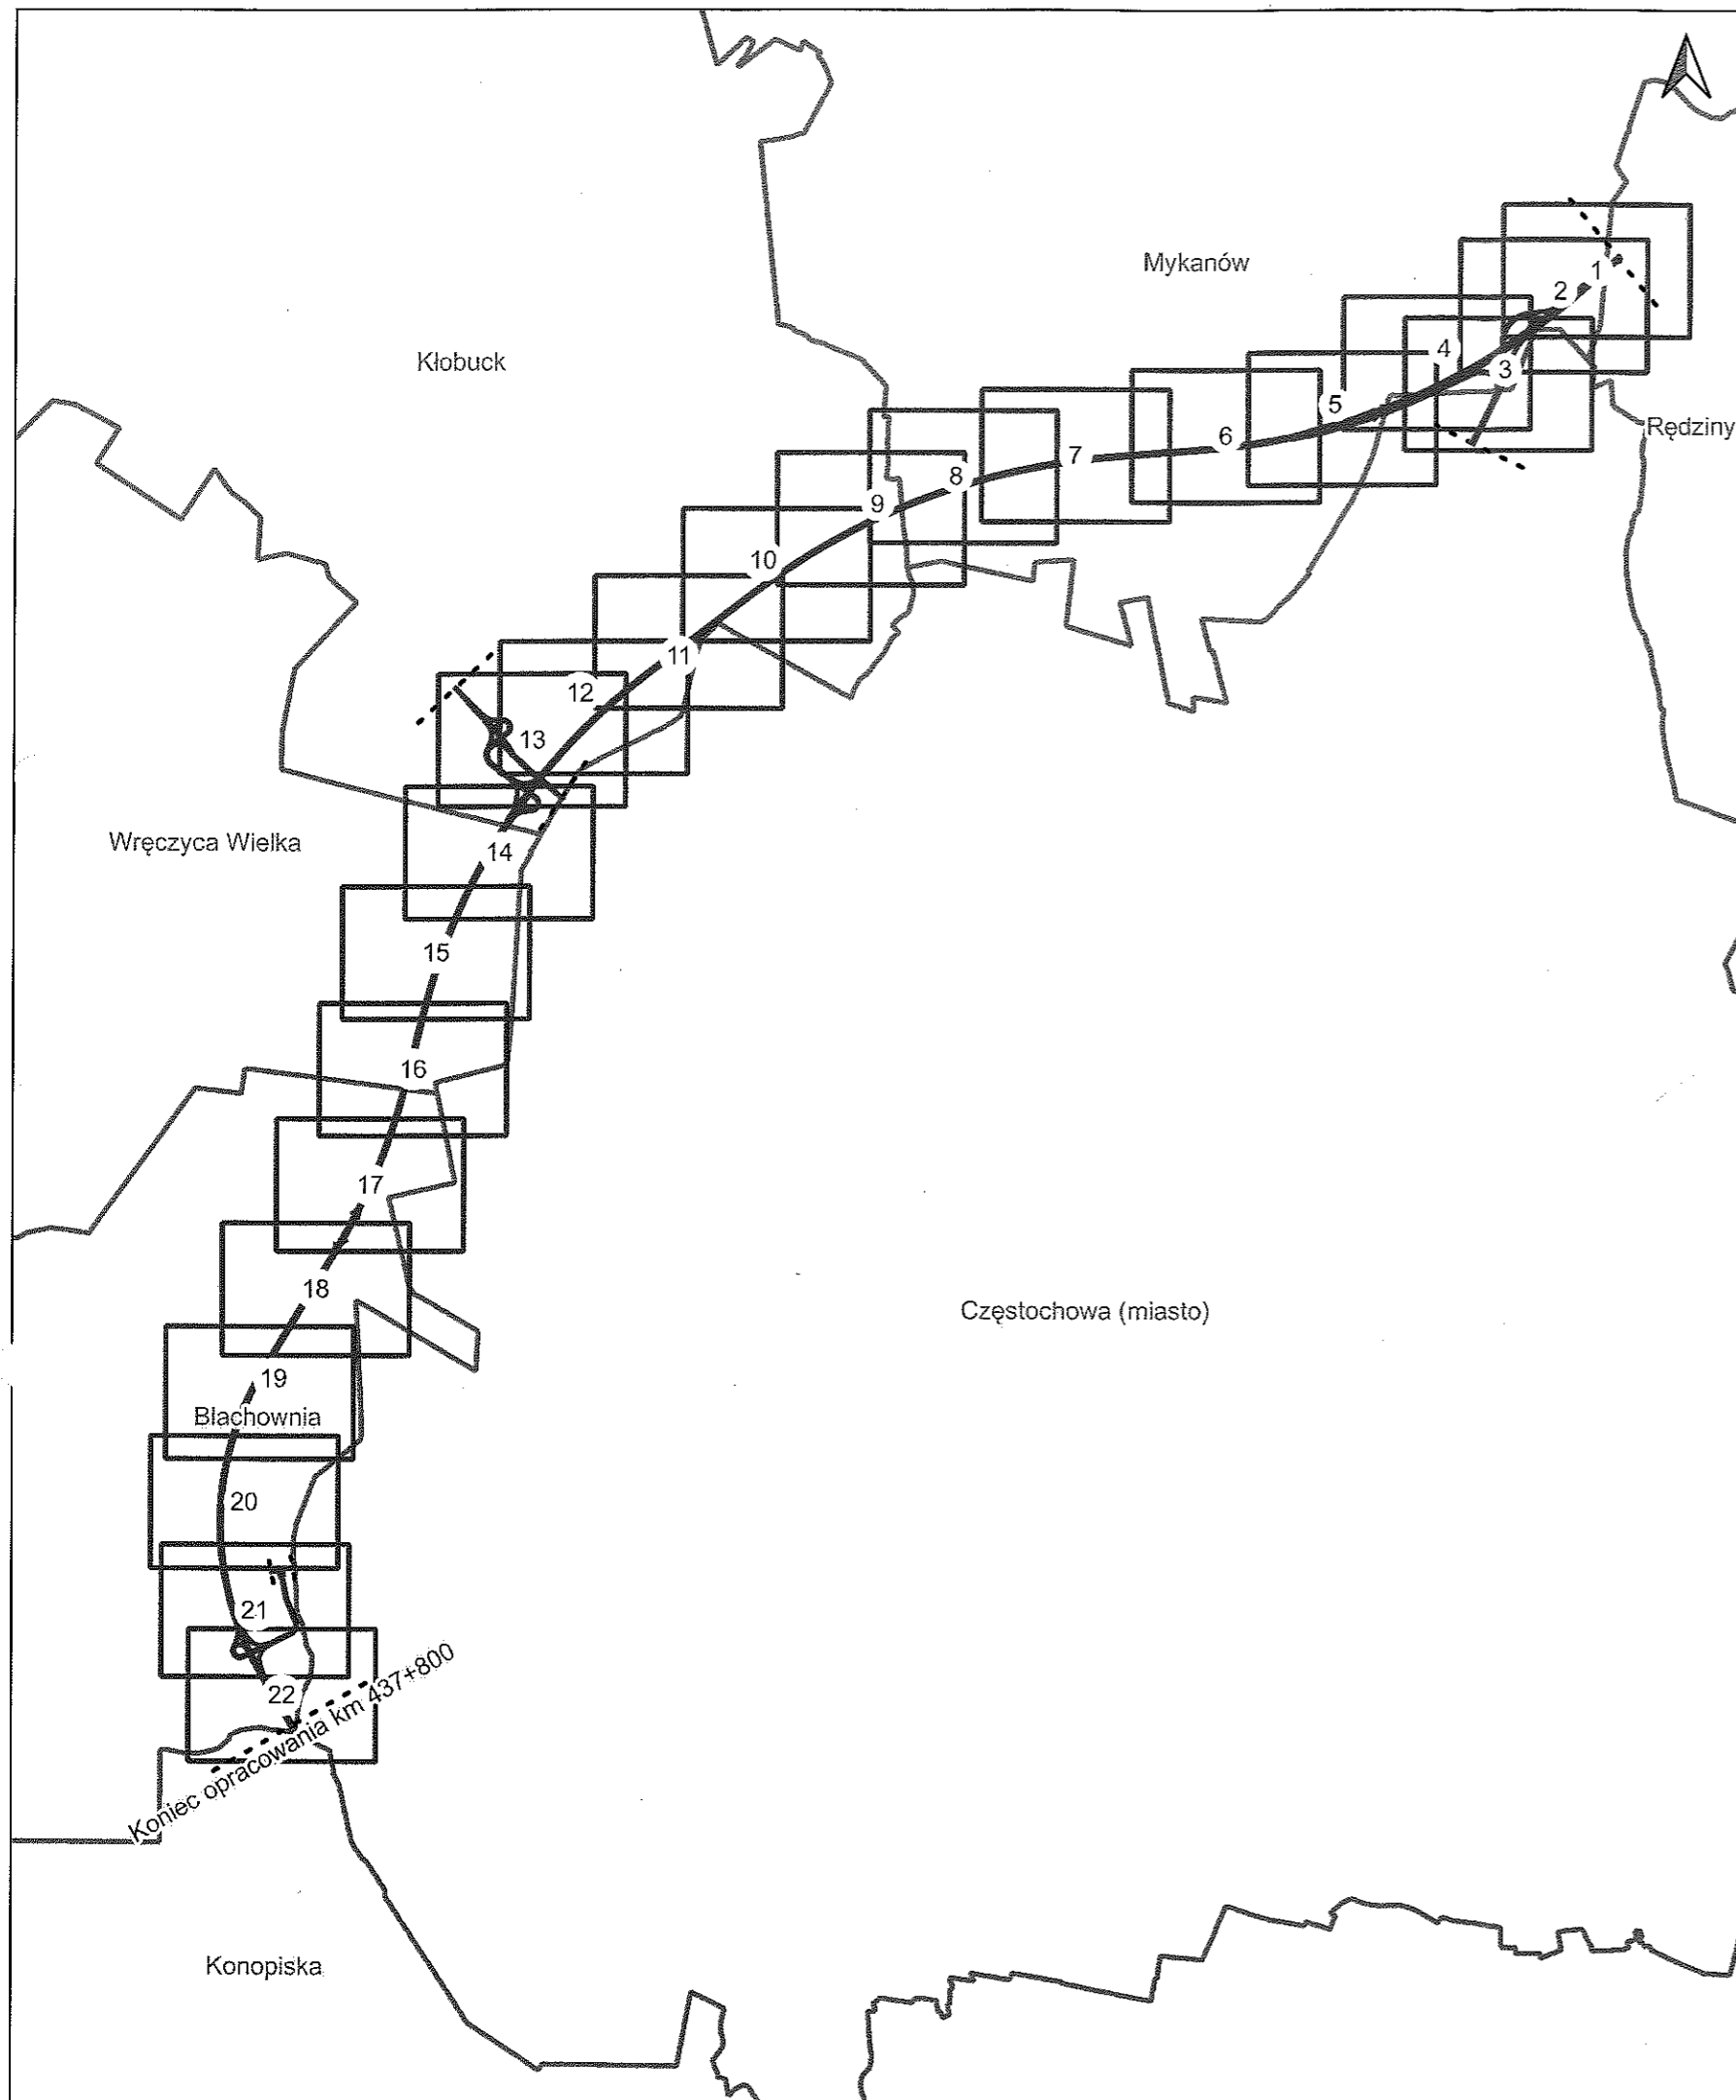 Mykanów
1
2
Kłobuck
4
3
5
Rędziny
6
7
8
9
10
11
12
13
Wręczyca Wielka
14
15
16
17
18
Częstochowa (miasto)
19
Blachownia
20
21
22
Koniec opracowania km 437+800
Konopiska